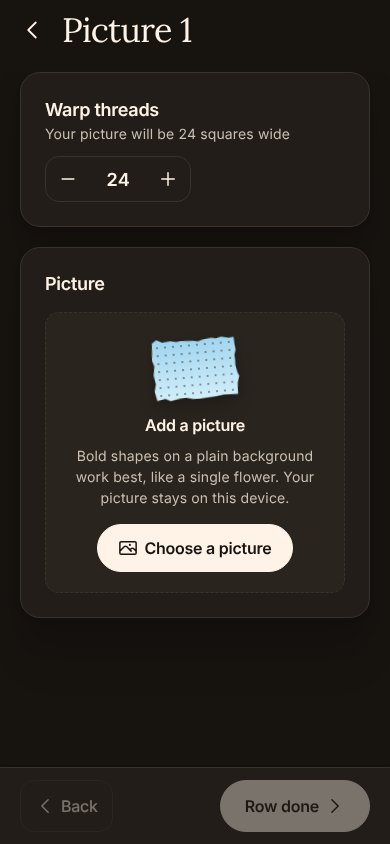 Picture 1
Warp threads
Your picture will be 24 squares wide
24
Picture
Add a picture
Bold shapes on a plain background
work best, like a single flower. Your
picture stays on this device.
Choose a picture
Back
Row done